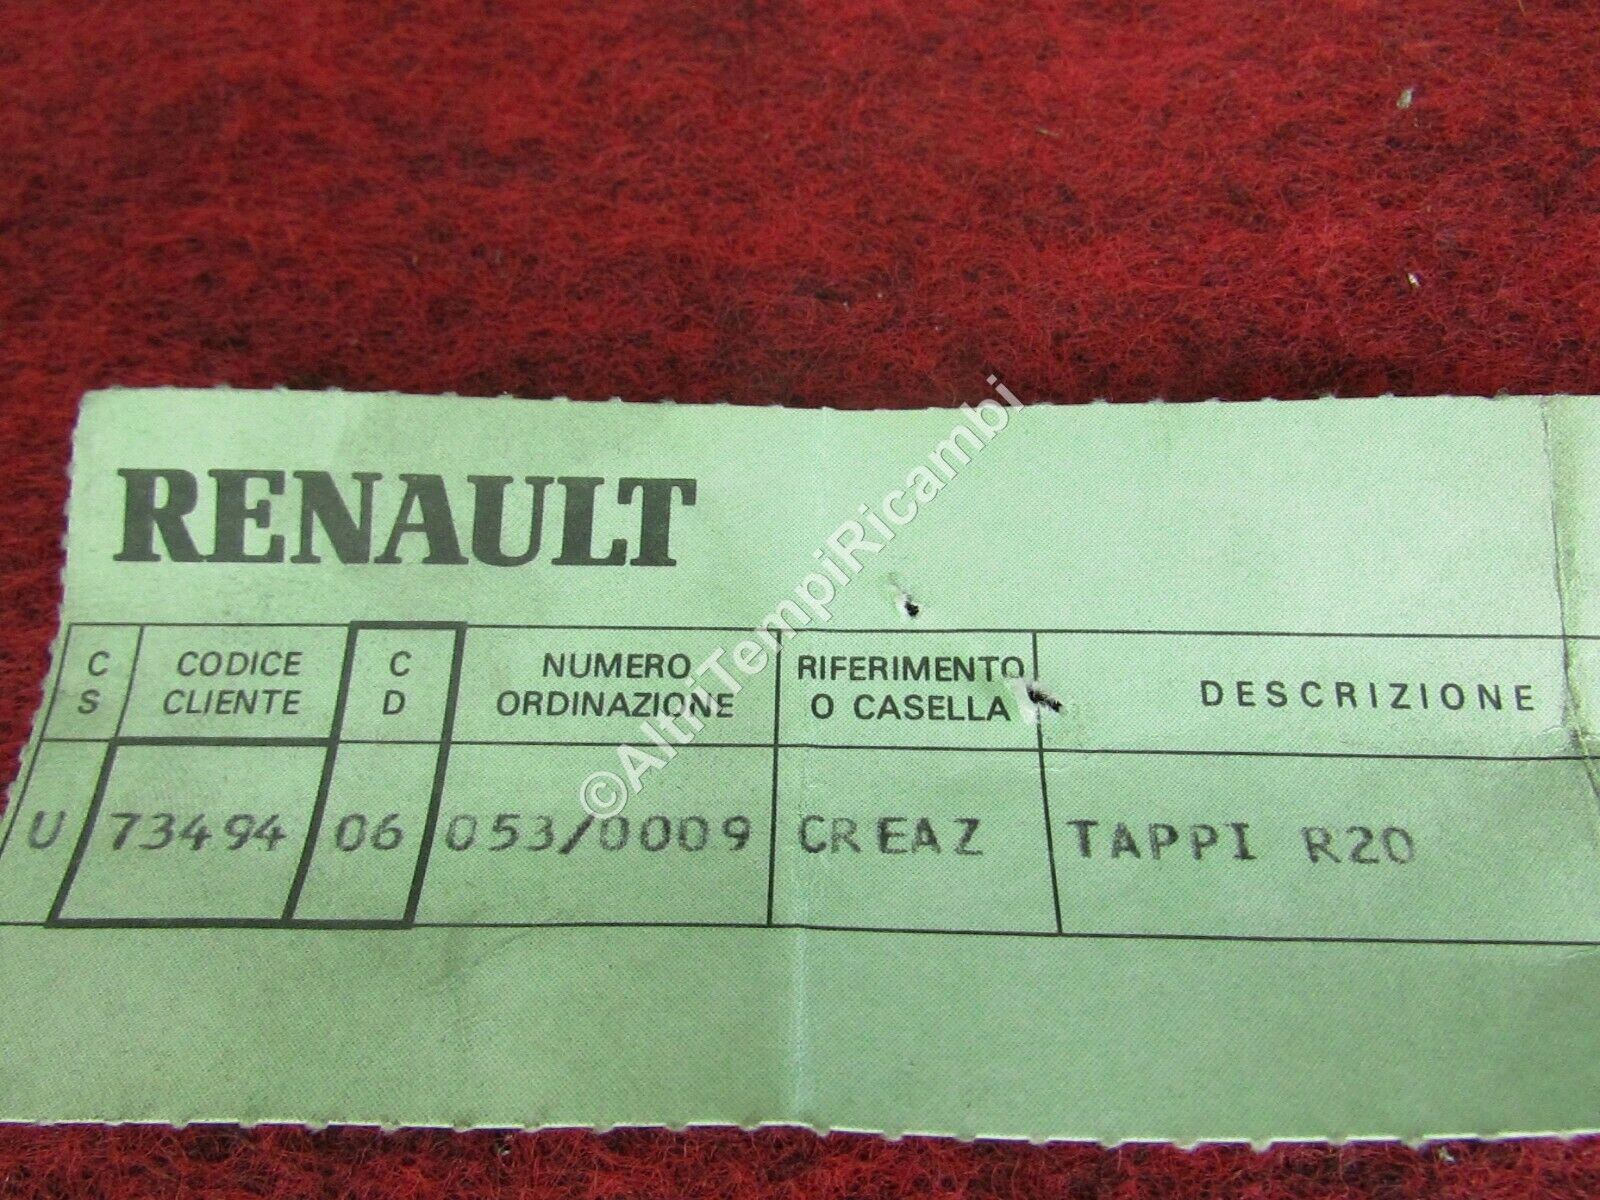 RENAULT
C S CODICE CLIENTE C D NUMERO ORDINAZIONE RIFERIMENTO O CASELLA DESCRIZIONE
U 73494 06 053/0009 CREAZ TAPPI R20
©AltriTempiRicambi